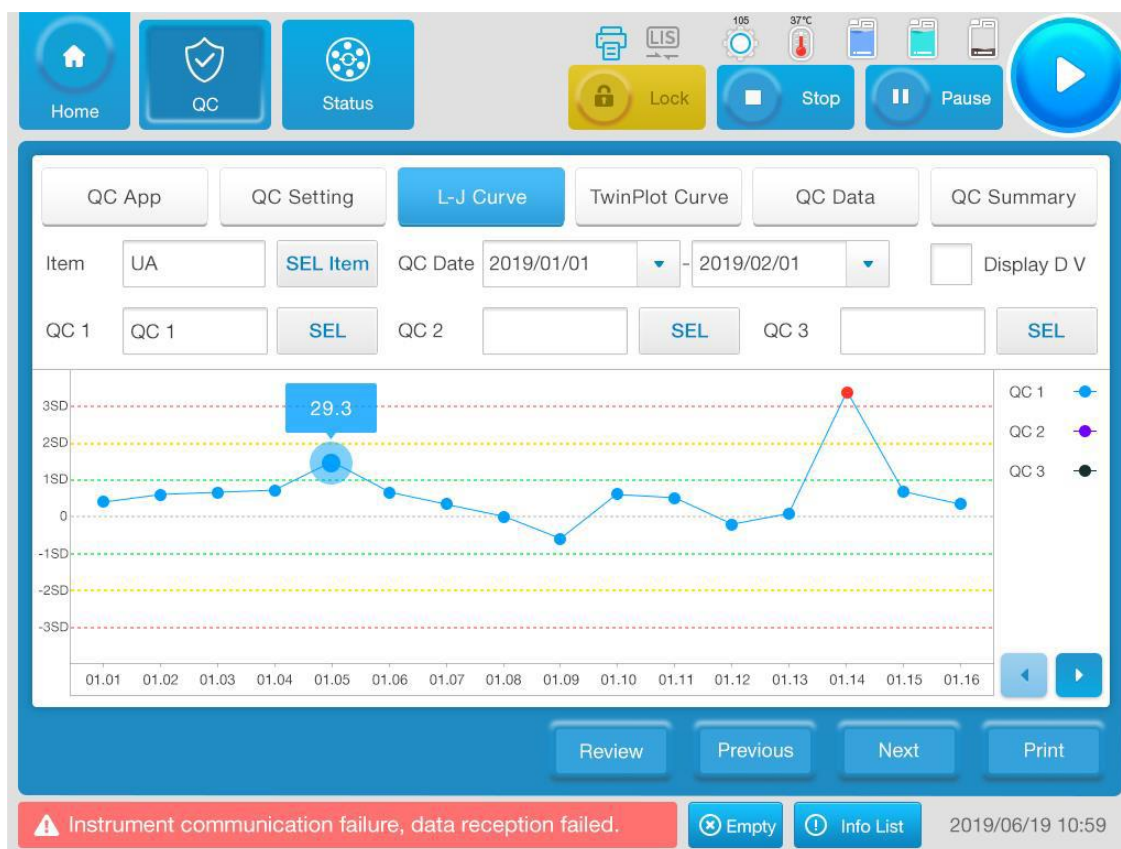 105 37℃
LIS
Home QC Status Lock Stop Pause
QC App QC Setting L-J Curve TwinPlot Curve QC Data QC Summary
Item UA SEL Item QC Date 2019/01/01 - 2019/02/01 Display D V
QC 1 QC 1 SEL QC 2 SEL QC 3 SEL
29.3
3SD
2SD
1SD
0
-1SD
-2SD
-3SD
01.01 01.02 01.03 01.04 01.05 01.06 01.07 01.08 01.09 01.10 01.11 01.12 01.13 01.14 01.15 01.16
QC 1
QC 2
QC 3
Review Previous Next Print
Instrument communication failure, data reception failed. Empty Info List 2019/06/19 10:59